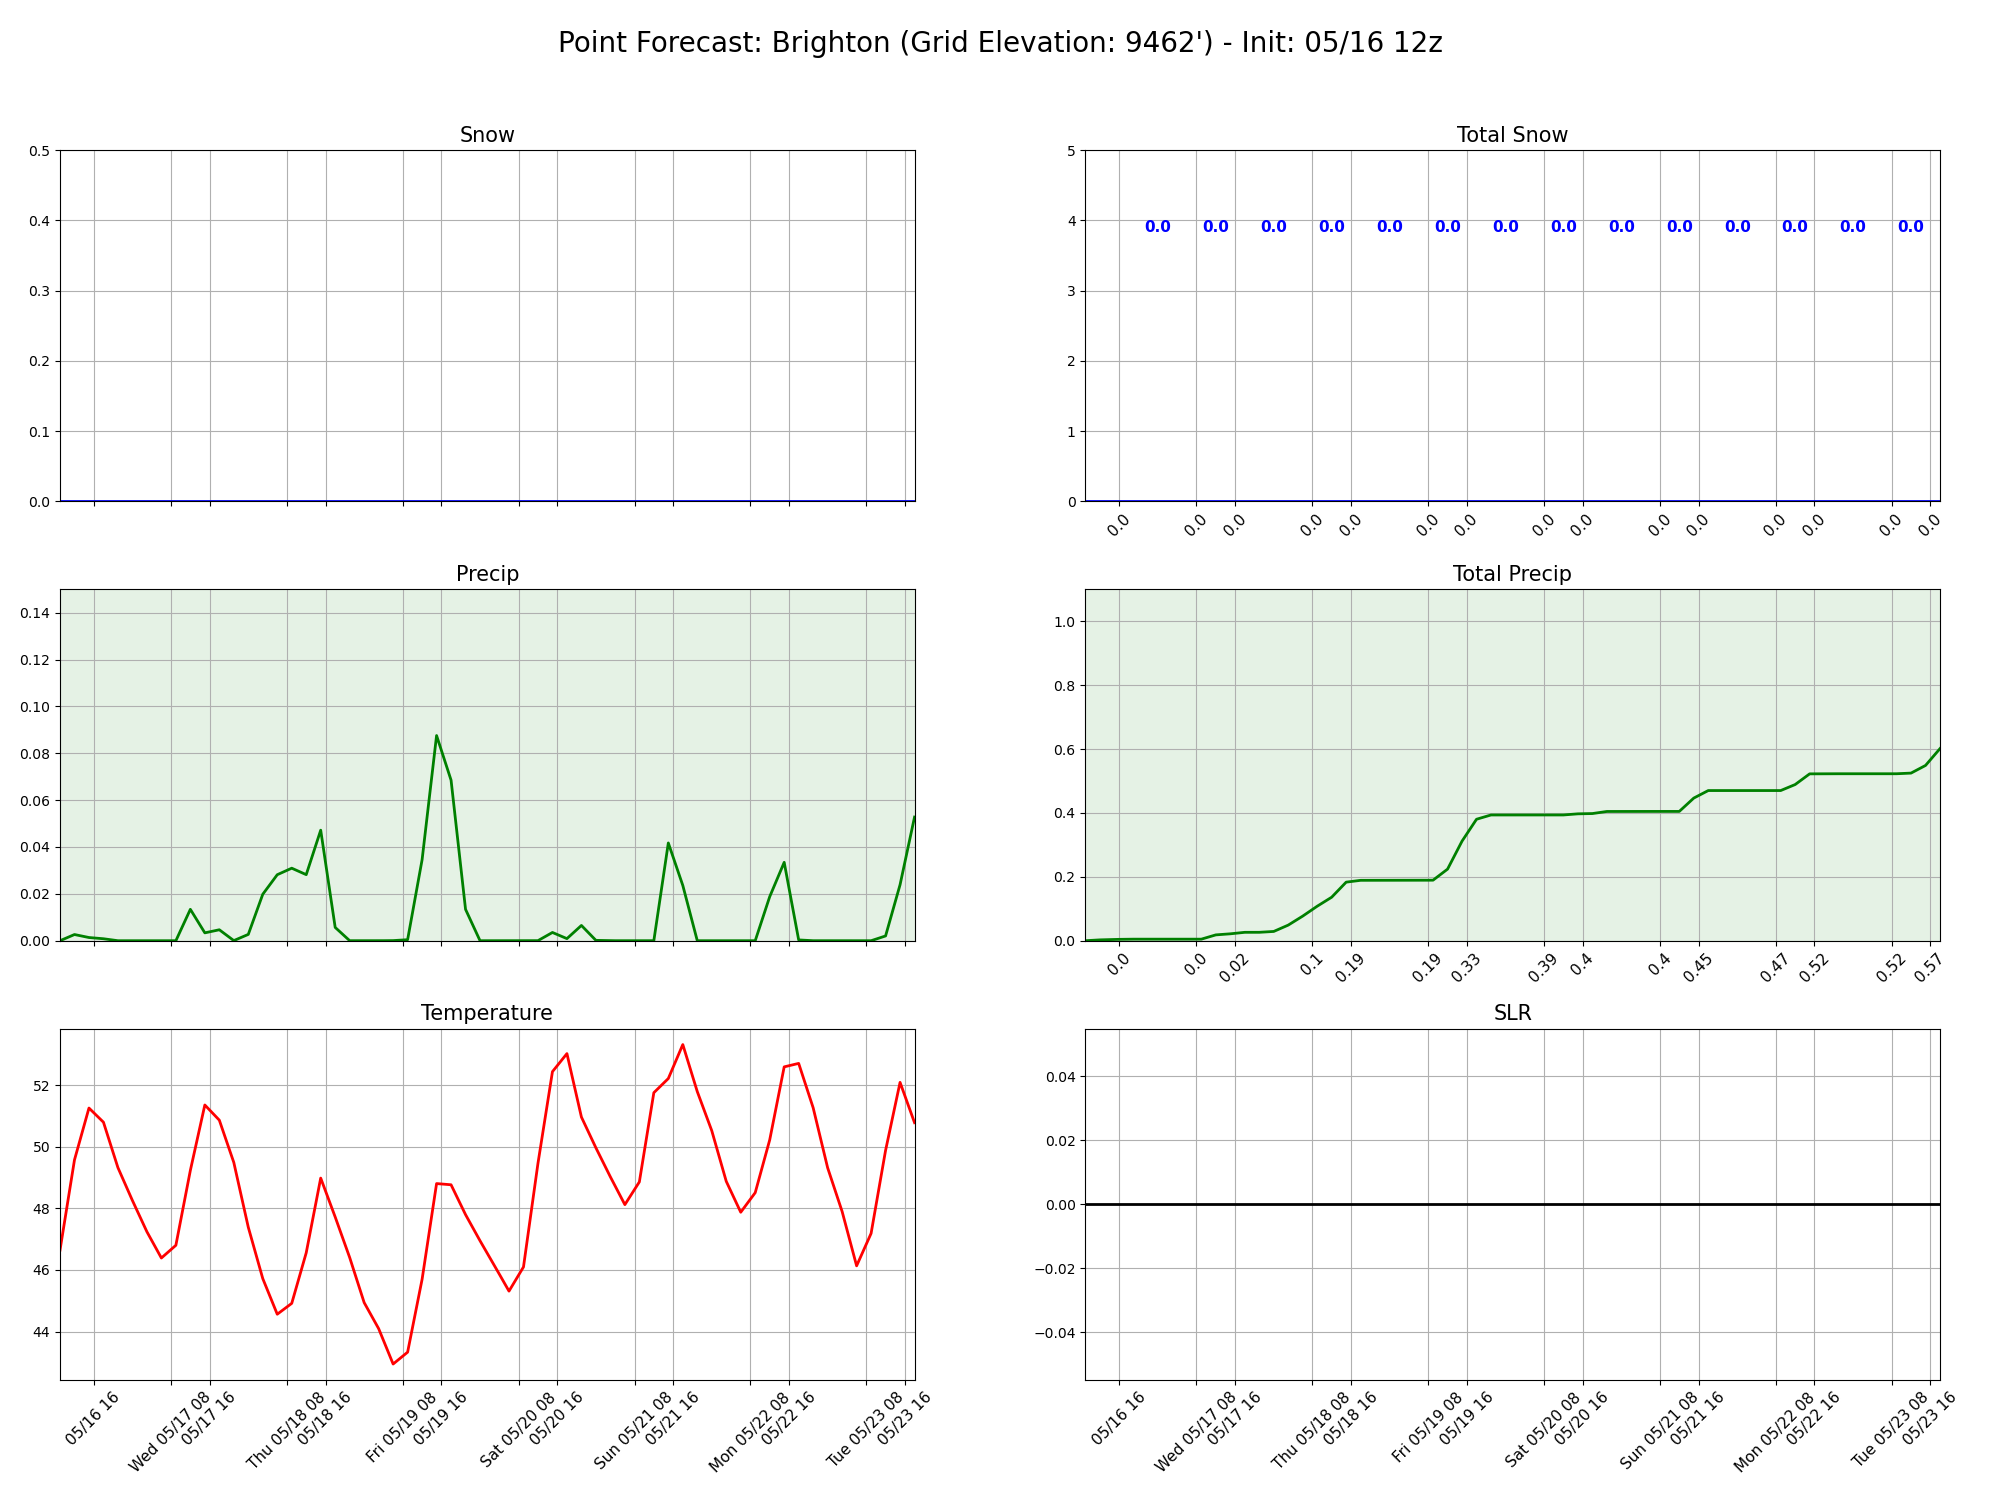 Point Forecast: Brighton (Grid Elevation: 9462') - Init: 05/16 12z
Snow
0.5
0.4
0.3
0.2
0.1
0.0
Total Snow
5
4
3
2
1
0
0.0 0.0 0.0 0.0 0.0 0.0 0.0 0.0 0.0 0.0 0.0 0.0 0.0 0.0
0.0 0.0 0.0 0.0 0.0 0.0 0.0 0.0 0.0 0.0 0.0 0.0 0.0 0.0 0.0
Precip
0.14
0.12
0.10
0.08
0.06
0.04
0.02
0.00
Total Precip
1.0
0.8
0.6
0.4
0.2
0.0
0.0 0.0 0.02 0.1 0.19 0.19 0.33 0.39 0.4 0.4 0.45 0.47 0.52 0.52 0.57
Temperature
52
50
48
46
44
05/16 16
Wed 05/17 08
05/17 16
Thu 05/18 08
05/18 16
Fri 05/19 08
05/19 16
Sat 05/20 08
05/20 16
Sun 05/21 08
05/21 16
Mon 05/22 08
05/22 16
Tue 05/23 08
05/23 16
SLR
0.04
0.02
0.00
−0.02
−0.04
05/16 16
Wed 05/17 08
05/17 16
Thu 05/18 08
05/18 16
Fri 05/19 08
05/19 16
Sat 05/20 08
05/20 16
Sun 05/21 08
05/21 16
Mon 05/22 08
05/22 16
Tue 05/23 08
05/23 16